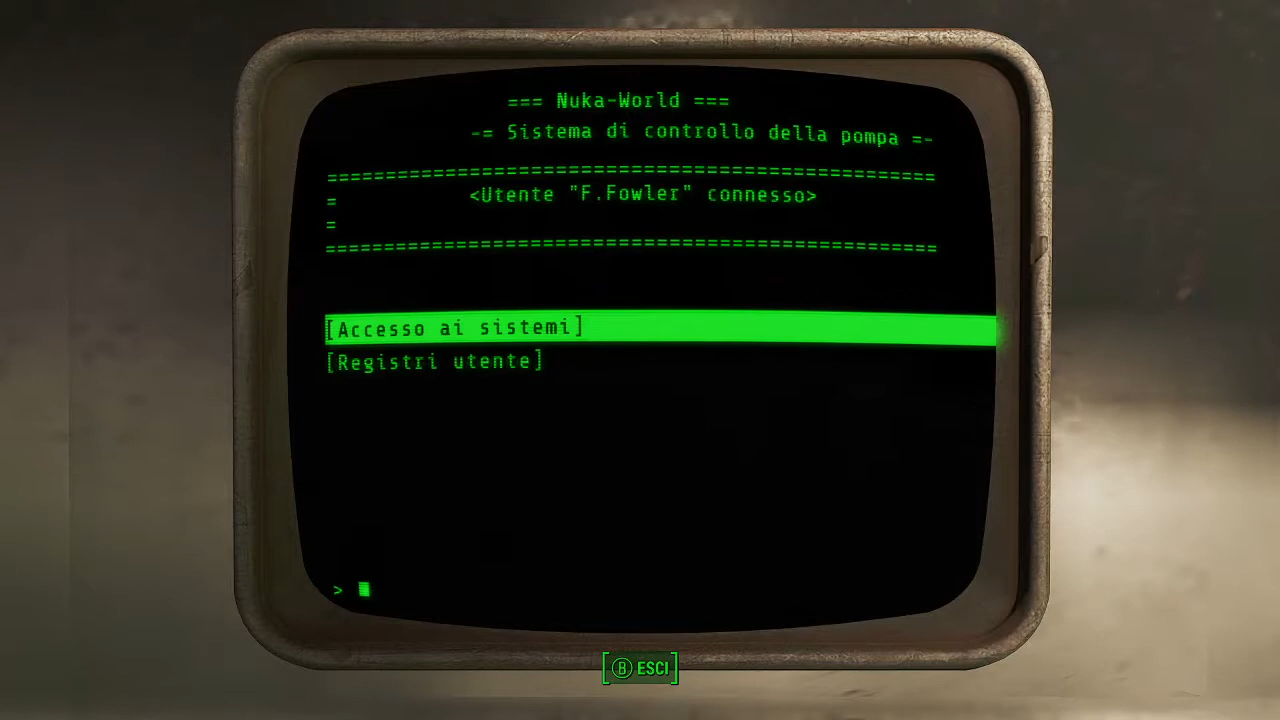 === Nuka-World ===
-= Sistema di controllo della pompa =-
====================================================
= <Utente "F.Fowler" connesso>
=
====================================================
[Accesso ai sistemi]
[Registri utente]
>
B ESCI